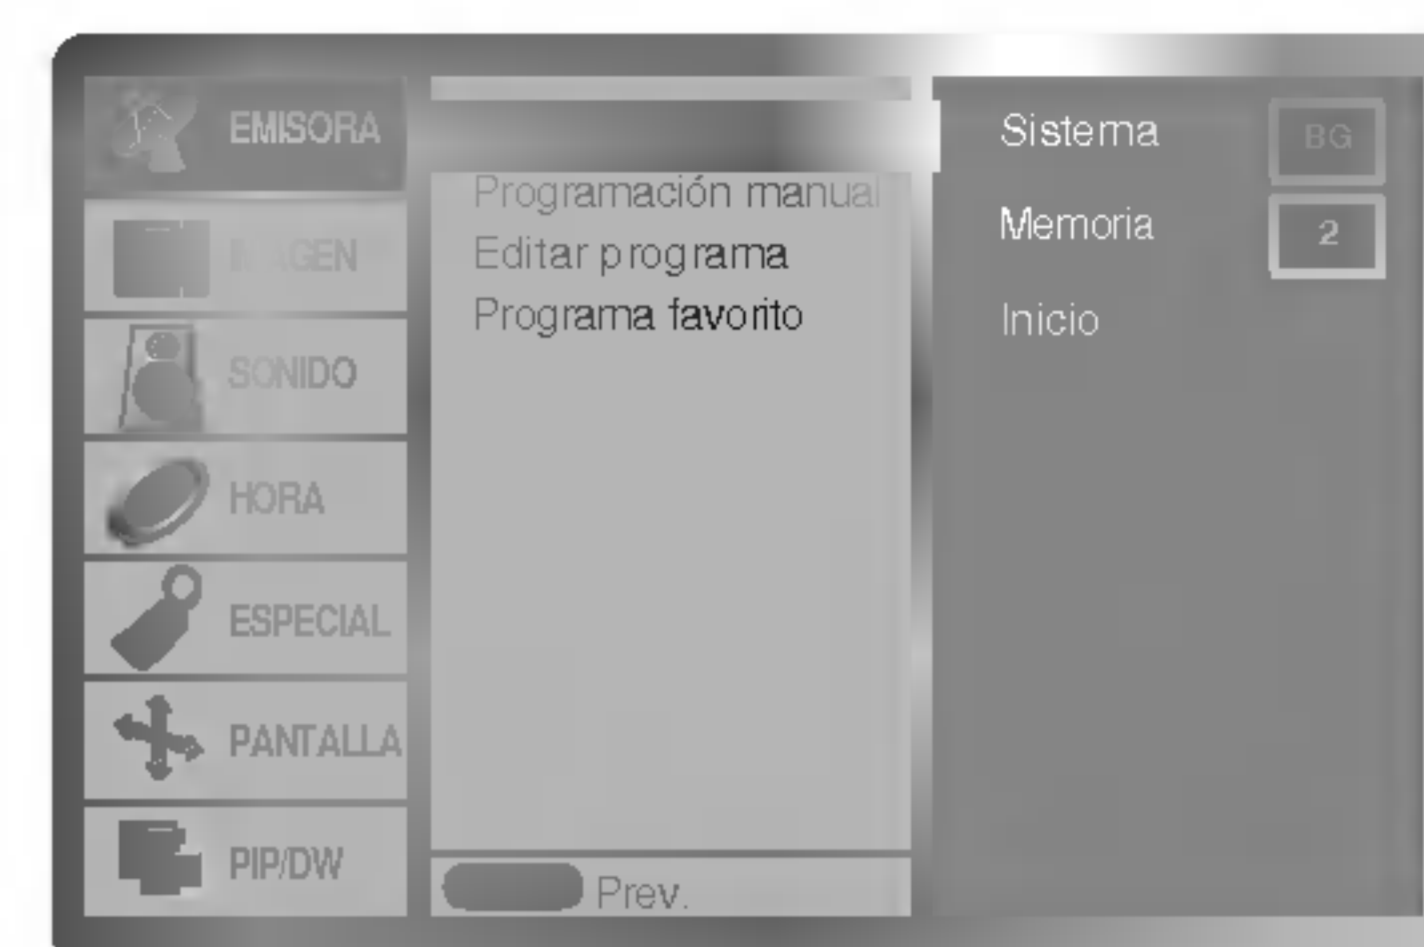 EMISORA
IMAGEN
SONIDO
HORA
ESPECIAL
PANTALLA
PIP/DW
Programación manual
Editar programa
Programa favorito
Prev.
Sistema BG
Memoria 2
Inicio